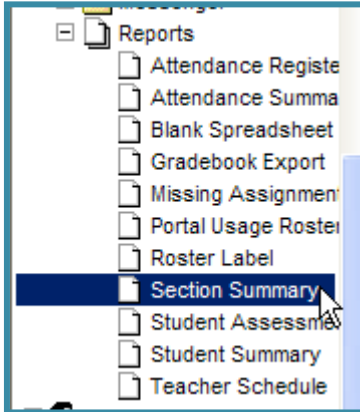 Messenger
Reports
Attendance Registe
Attendance Summa
Blank Spreadsheet
Gradebook Export
Missing Assignmen
Portal Usage Roster
Roster Label
Section Summary
Student Assessme
Student Summary
Teacher Schedule